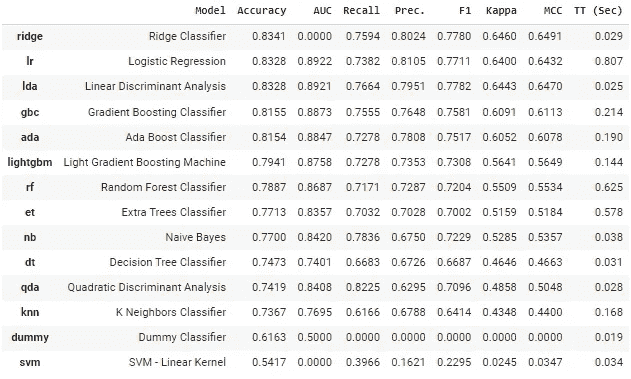 Model Accuracy AUC Recall Prec. F1 Kappa MCC TT (Sec)
ridge Ridge Classifier 0.8341 0.0000 0.7594 0.8024 0.7780 0.6460 0.6491 0.029
lr Logistic Regression 0.8328 0.8922 0.7382 0.8105 0.7711 0.6400 0.6432 0.807
lda Linear Discriminant Analysis 0.8328 0.8921 0.7664 0.7951 0.7782 0.6443 0.6470 0.025
gbc Gradient Boosting Classifier 0.8155 0.8873 0.7555 0.7648 0.7581 0.6091 0.6113 0.214
ada Ada Boost Classifier 0.8154 0.8847 0.7278 0.7808 0.7517 0.6052 0.6078 0.190
lightgbm Light Gradient Boosting Machine 0.7941 0.8758 0.7278 0.7353 0.7308 0.5641 0.5649 0.144
rf Random Forest Classifier 0.7887 0.8687 0.7171 0.7287 0.7204 0.5509 0.5534 0.625
et Extra Trees Classifier 0.7713 0.8357 0.7032 0.7028 0.7002 0.5159 0.5184 0.578
nb Naive Bayes 0.7700 0.8420 0.7836 0.6750 0.7229 0.5285 0.5357 0.038
dt Decision Tree Classifier 0.7473 0.7401 0.6683 0.6726 0.6687 0.4646 0.4663 0.031
qda Quadratic Discriminant Analysis 0.7419 0.8408 0.8225 0.6295 0.7096 0.4858 0.5048 0.028
knn K Neighbors Classifier 0.7367 0.7695 0.6166 0.6788 0.6414 0.4348 0.4400 0.168
dummy Dummy Classifier 0.6163 0.5000 0.0000 0.0000 0.0000 0.0000 0.0000 0.019
svm SVM - Linear Kernel 0.5417 0.0000 0.3966 0.1621 0.2295 0.0245 0.0347 0.034